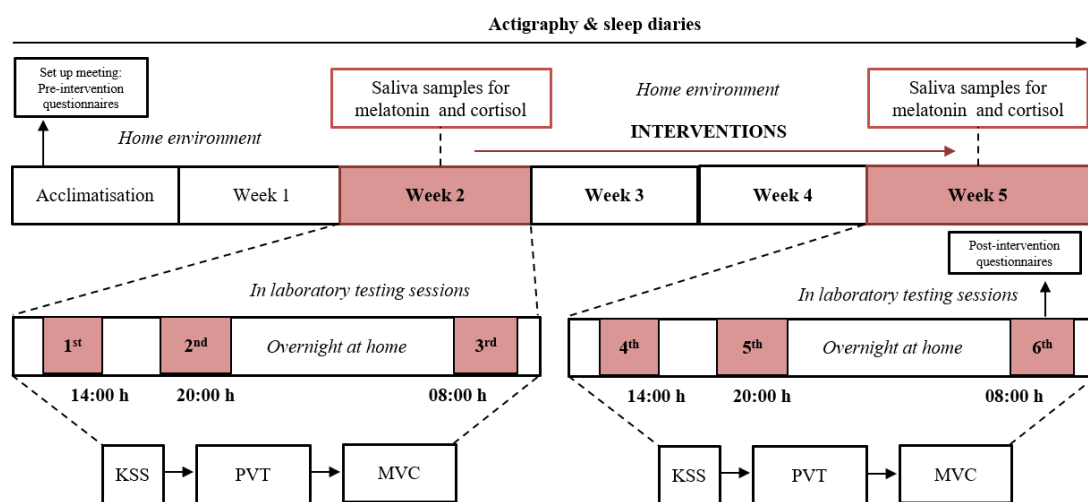 Actigraphy & sleep diaries
Set up meeting:
Pre-intervention
questionnaires
Home environment
Saliva samples for
melatonin and cortisol
Home environment
INTERVENTIONS
Saliva samples for
melatonin and cortisol
Acclimatisation
Week 1
Week 2
Week 3
Week 4
Week 5
Post-intervention
questionnaires
In laboratory testing sessions
In laboratory testing sessions
1st
2nd
Overnight at home
3rd
4th
5th
Overnight at home
6th
14:00 h
20:00 h
08:00 h
14:00 h
20:00 h
08:00 h
KSS
PVT
MVC
KSS
PVT
MVC